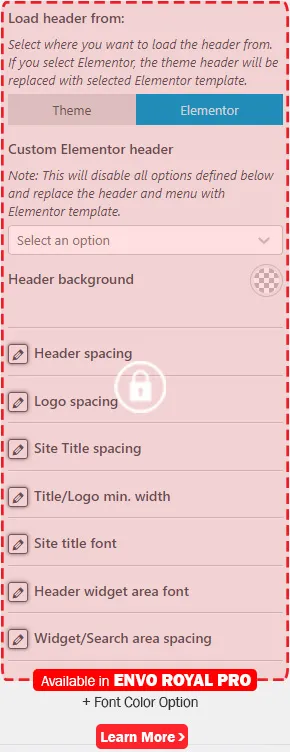 Load header from:
Select where you want to load the header from.
If you select Elementor, the theme header will be
replaced with selected Elementor template.
Theme
Elementor
Custom Elementor header
Note: This will disable all options defined below
and replace the header and menu with
Elementor template.
Select an option
Header background
Header spacing
Logo spacing
Site Title spacing
Title/Logo min. width
Site title font
Header widget area font
Widget/Search area spacing
Available in ENVO ROYAL PRO
+ Font Color Option
Learn More >